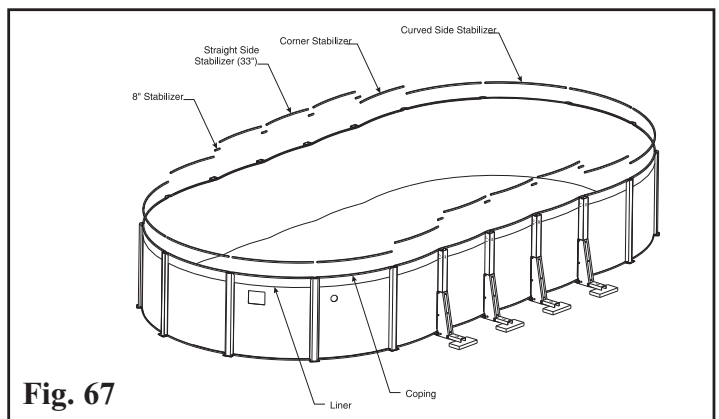 Curved Side Stabilizer
Corner Stabilizer
Straight Side
Stabilizer (33")
8" Stabilizer
Coping
Liner
Fig. 67